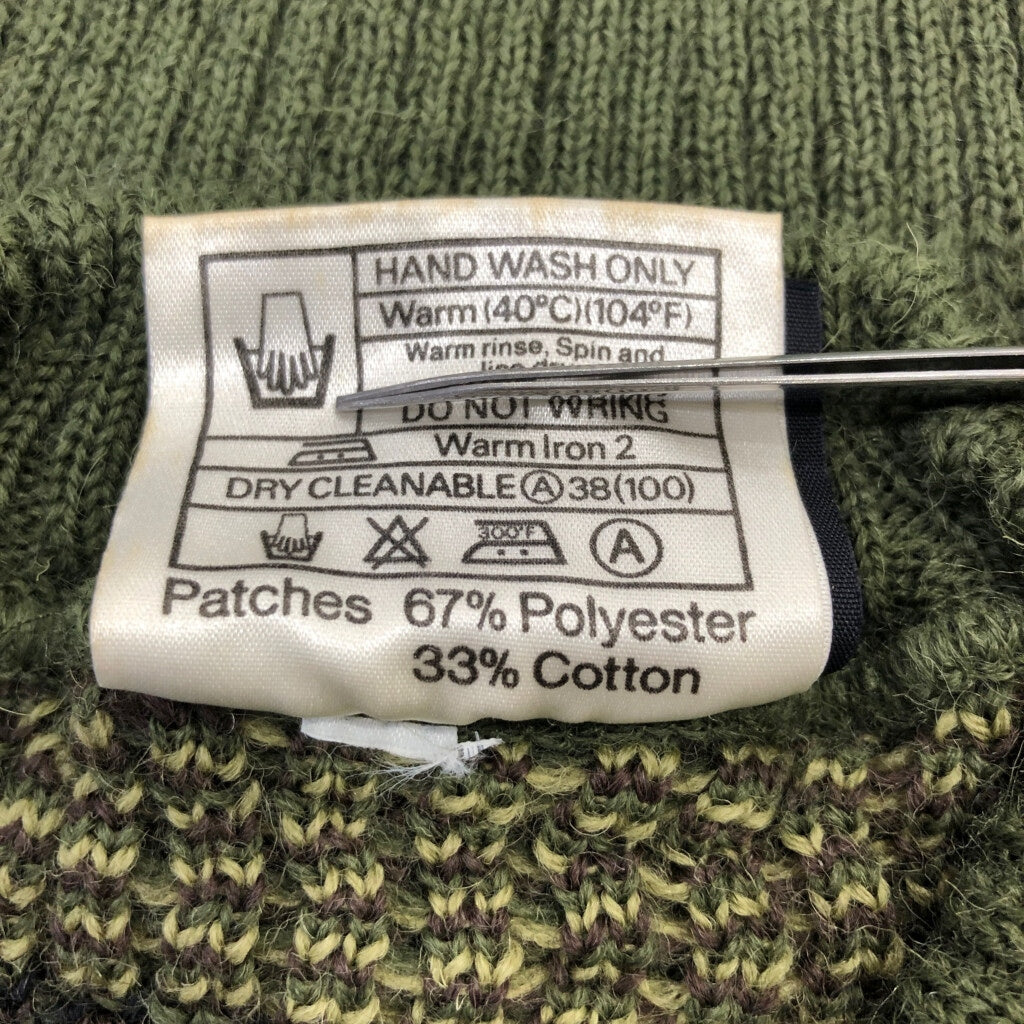 HAND WASH ONLY
Warm (40°C)(104°F)
Warm rinse, Spin and
DO NOT WRING
Warm Iron 2
DRY CLEANABLE Ⓐ 38(100)
300°F A
Patches 67% Polyester
33% Cotton